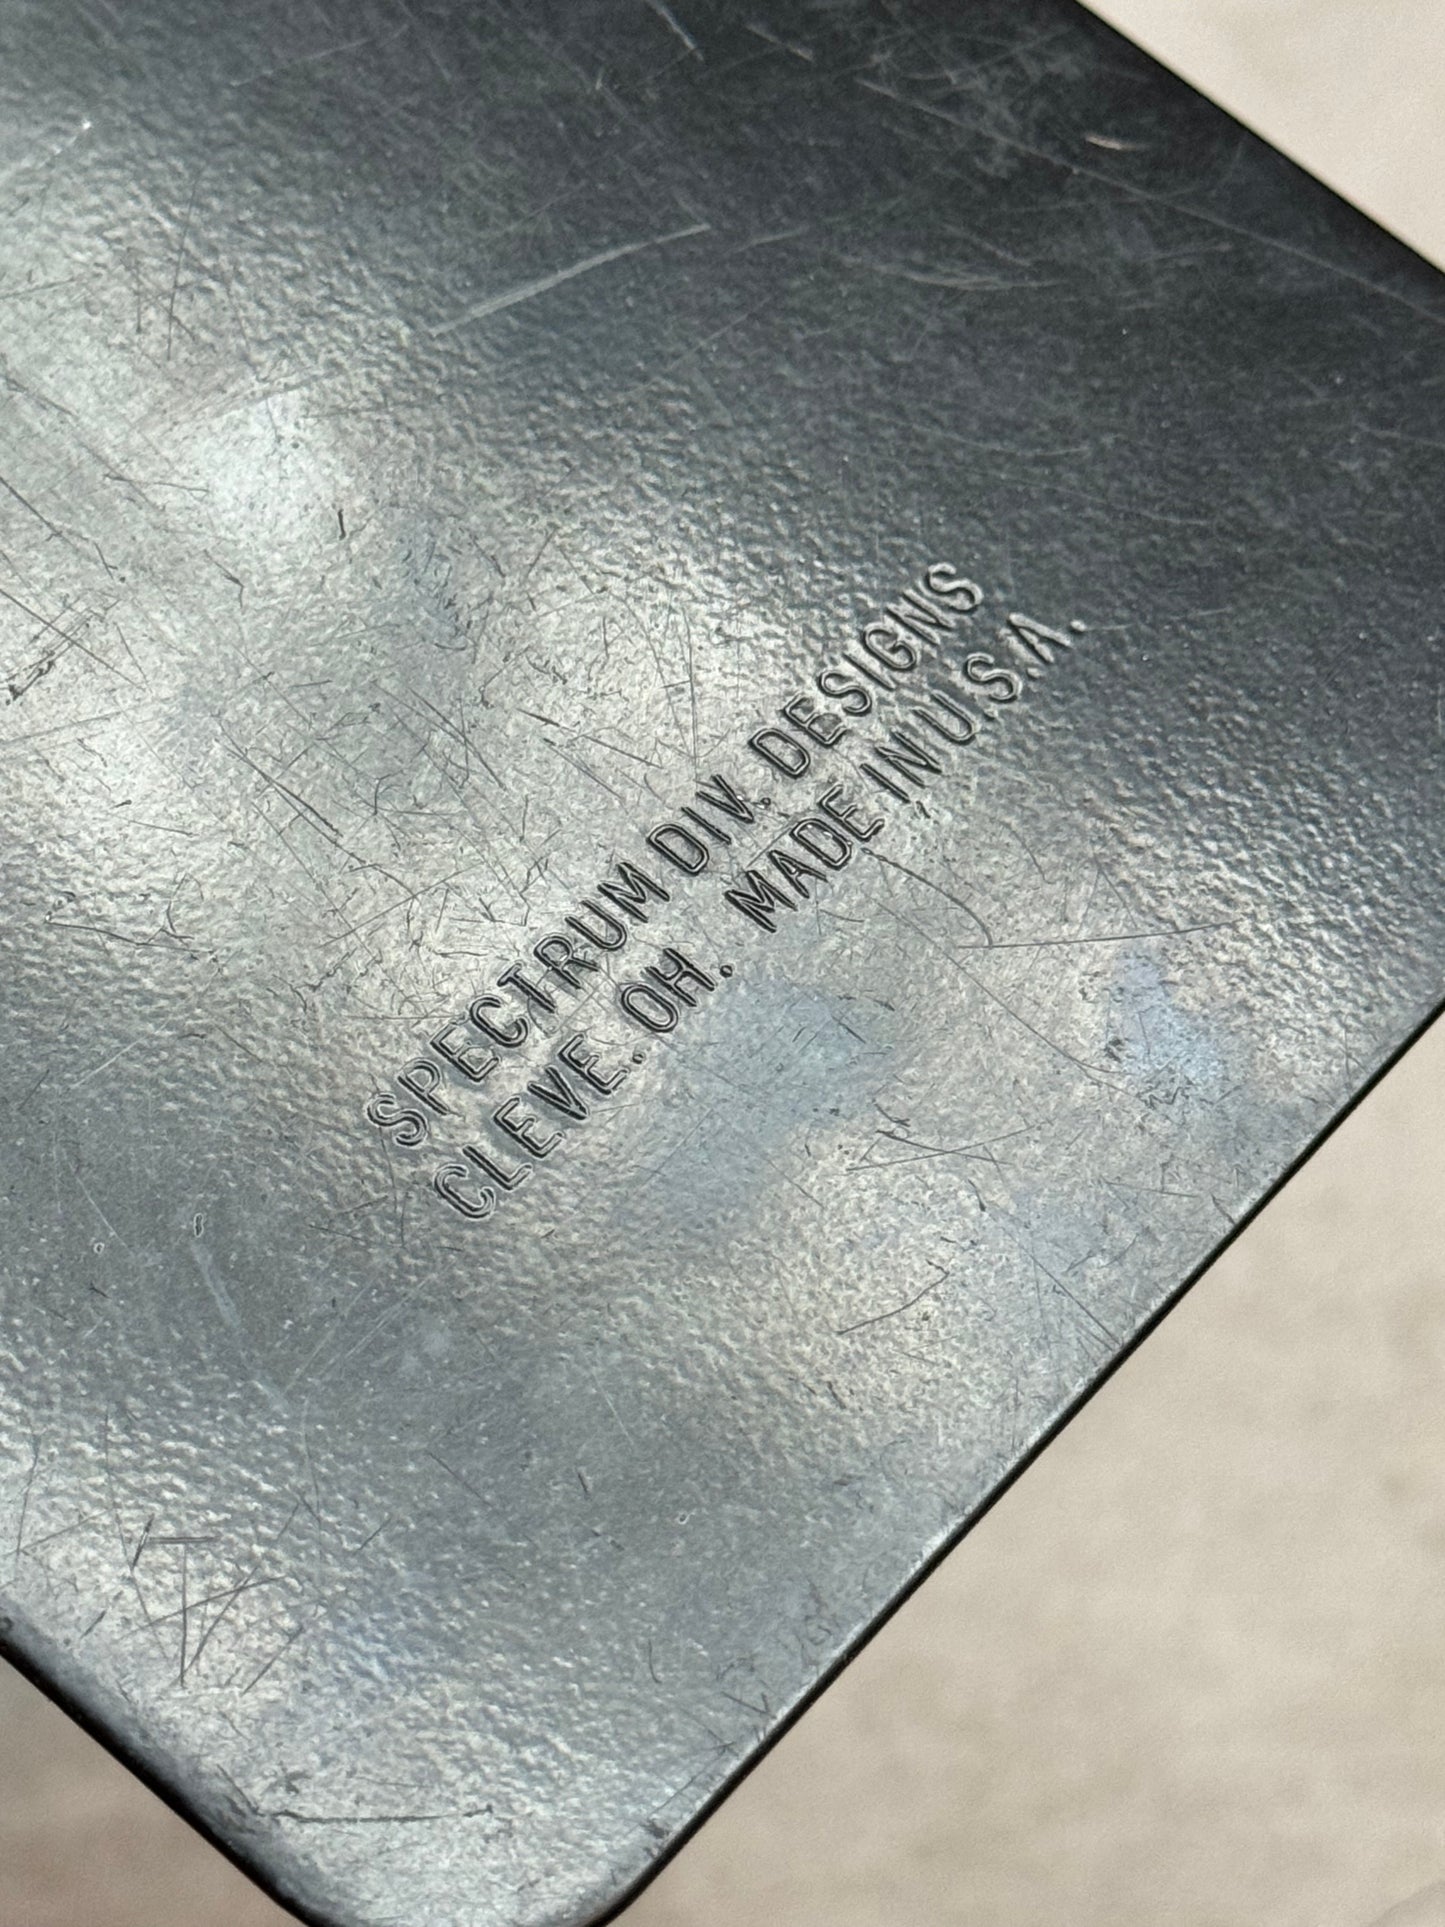 SPECTRUM DIV. DESIGNS
CLEVE. OH. MADE IN U.S.A.